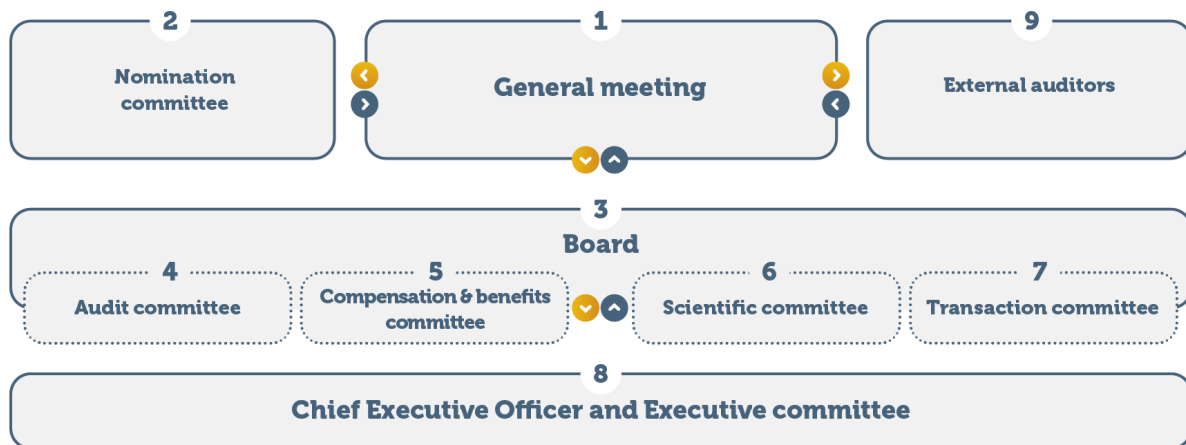 2
Nomination
committee
1
General meeting
9
External auditors
3
Board
4
Audit committee
5
Compensation & benefits
committee
6
Scientific committee
7
Transaction committee
8
Chief Executive Officer and Executive committee